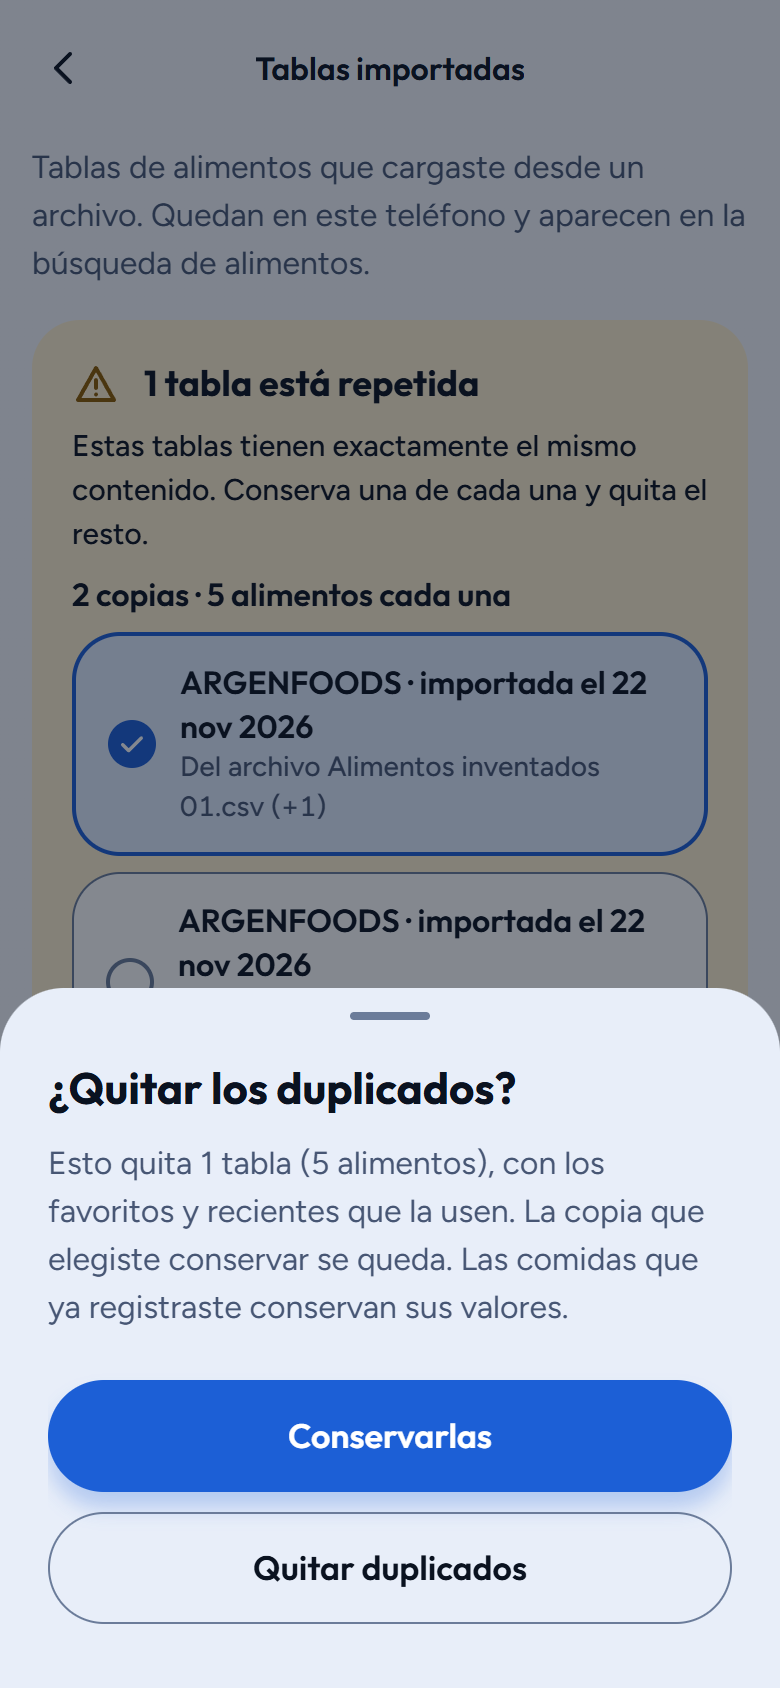 Tablas importadas
Tablas de alimentos que cargaste desde un
archivo. Quedan en este teléfono y aparecen en la
búsqueda de alimentos.
1 tabla está repetida
Estas tablas tienen exactamente el mismo
contenido. Conserva una de cada una y quita el
resto.
2 copias · 5 alimentos cada una
ARGENFOODS · importada el 22
nov 2026
Del archivo Alimentos inventados
01.csv (+1)
ARGENFOODS · importada el 22
nov 2026
¿Quitar los duplicados?
Esto quita 1 tabla (5 alimentos), con los
favoritos y recientes que la usen. La copia que
elegiste conservar se queda. Las comidas que
ya registraste conservan sus valores.
Conservarlas
Quitar duplicados